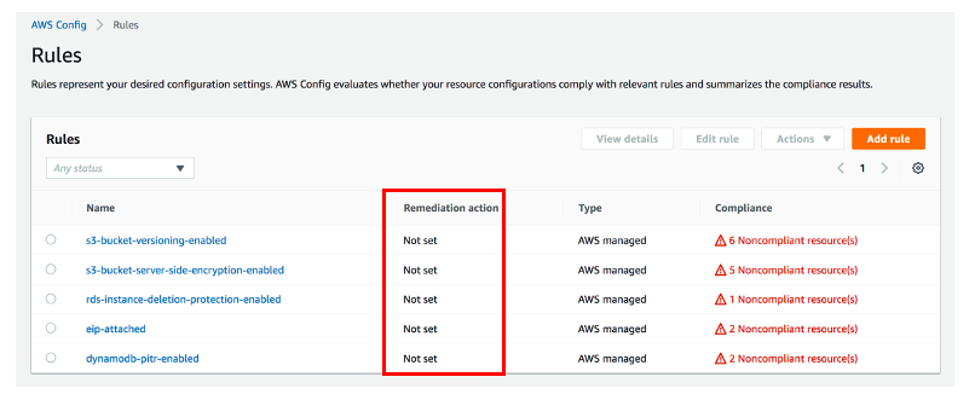 AWS Config > Rules
Rules
Rules represent your desired configuration settings. AWS Config evaluates whether your resource configurations comply with relevant rules and summarizes the compliance results.
Rules View details Edit rule Actions ▼ Add rule
Any status ▼ < 1 >
Name Remediation action Type Compliance
s3-bucket-versioning-enabled Not set AWS managed 6 Noncompliant resource(s)
s3-bucket-server-side-encryption-enabled Not set AWS managed 5 Noncompliant resource(s)
rds-instance-deletion-protection-enabled Not set AWS managed 1 Noncompliant resource(s)
eip-attached Not set AWS managed 2 Noncompliant resource(s)
dynamodb-pitr-enabled Not set AWS managed 2 Noncompliant resource(s)